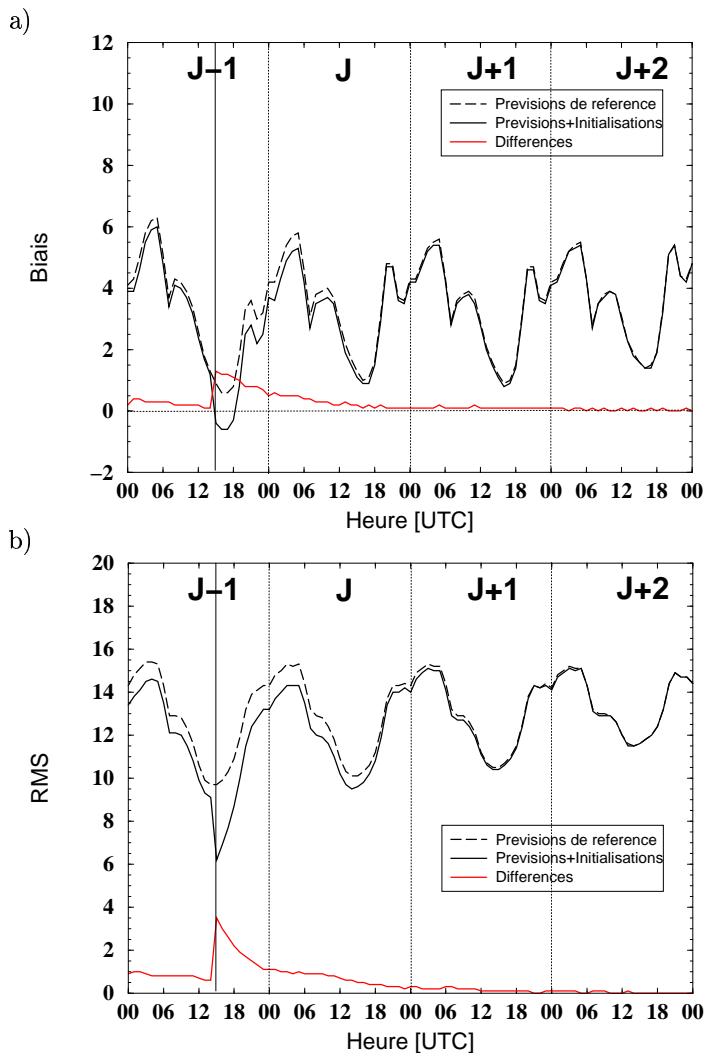 a)
12
10
8
6
4
2
0
−2
Biais
J−1 J J+1 J+2
Previsions de reference
Previsions+Initialisations
Differences
00 06 12 18 00 06 12 18 00 06 12 18 00 06 12 18 00
Heure [UTC]
b)
20
18
16
14
12
10
8
6
4
2
0
RMS
J−1 J J+1 J+2
Previsions de reference
Previsions+Initialisations
Differences
00 06 12 18 00 06 12 18 00 06 12 18 00 06 12 18 00
Heure [UTC]